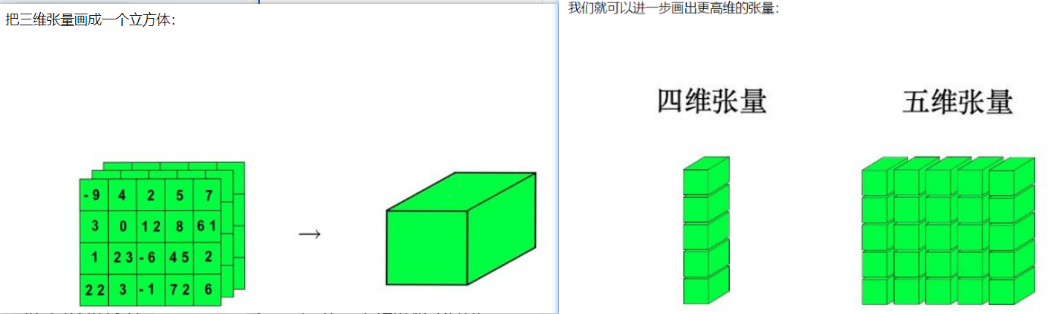 把三维张量画成一个立方体：
-9 4 2 5 7
3 0 12 8 61
1 23 -6 45 2
22 3 -1 72 6
→
我们就可以进一步画出更高维的张量：
四维张量 五维张量